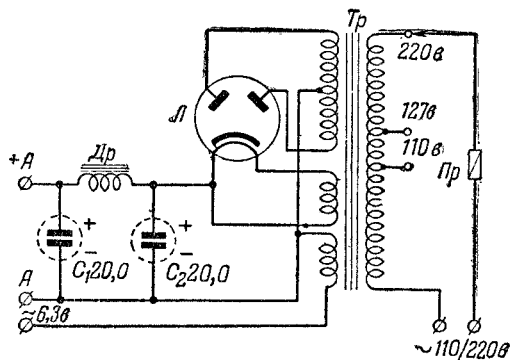 Тр
220в
Л
127в
110в
Пр
+А
Др
+
+
−
−
С₁20,0
С₂20,0
А
~6,3в
~110/220в